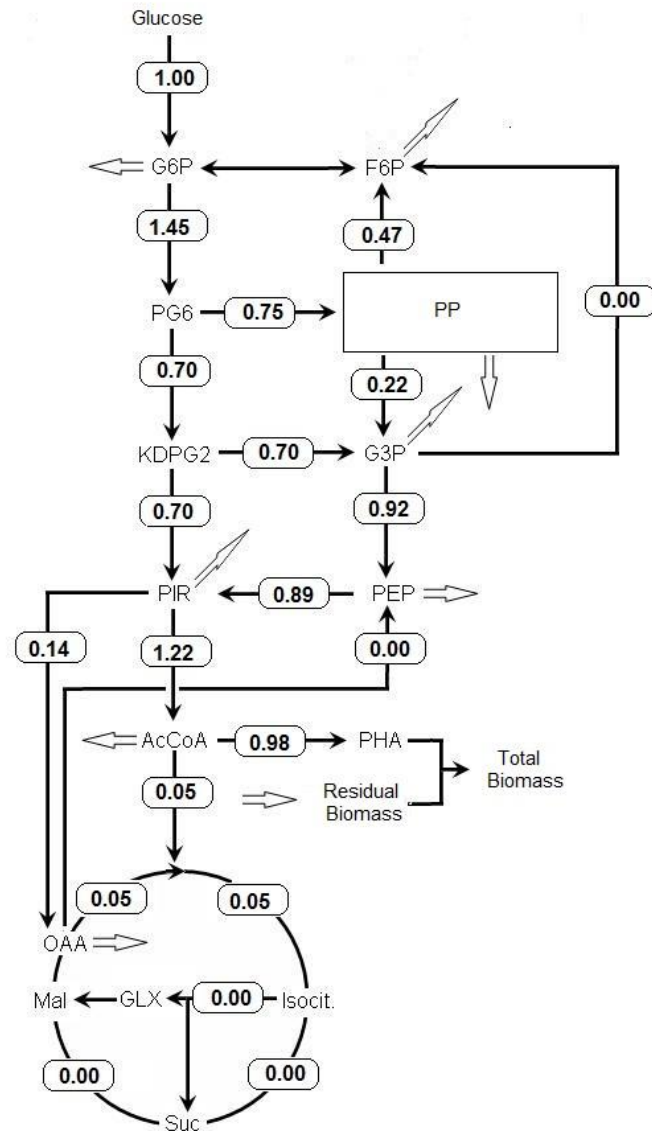 Glucose
1.00
G6P
F6P
1.45
0.47
0.00
PG6
0.75
PP
0.70
0.22
KDPG2
0.70
G3P
0.70
0.92
PIR
0.89
PEP
0.14
1.22
0.00
AcCoA
0.98
PHA
Total
Biomass
0.05
Residual
Biomass
0.05
0.05
OAA
Mal
GLX
0.00
Isocit.
0.00
0.00
Suc